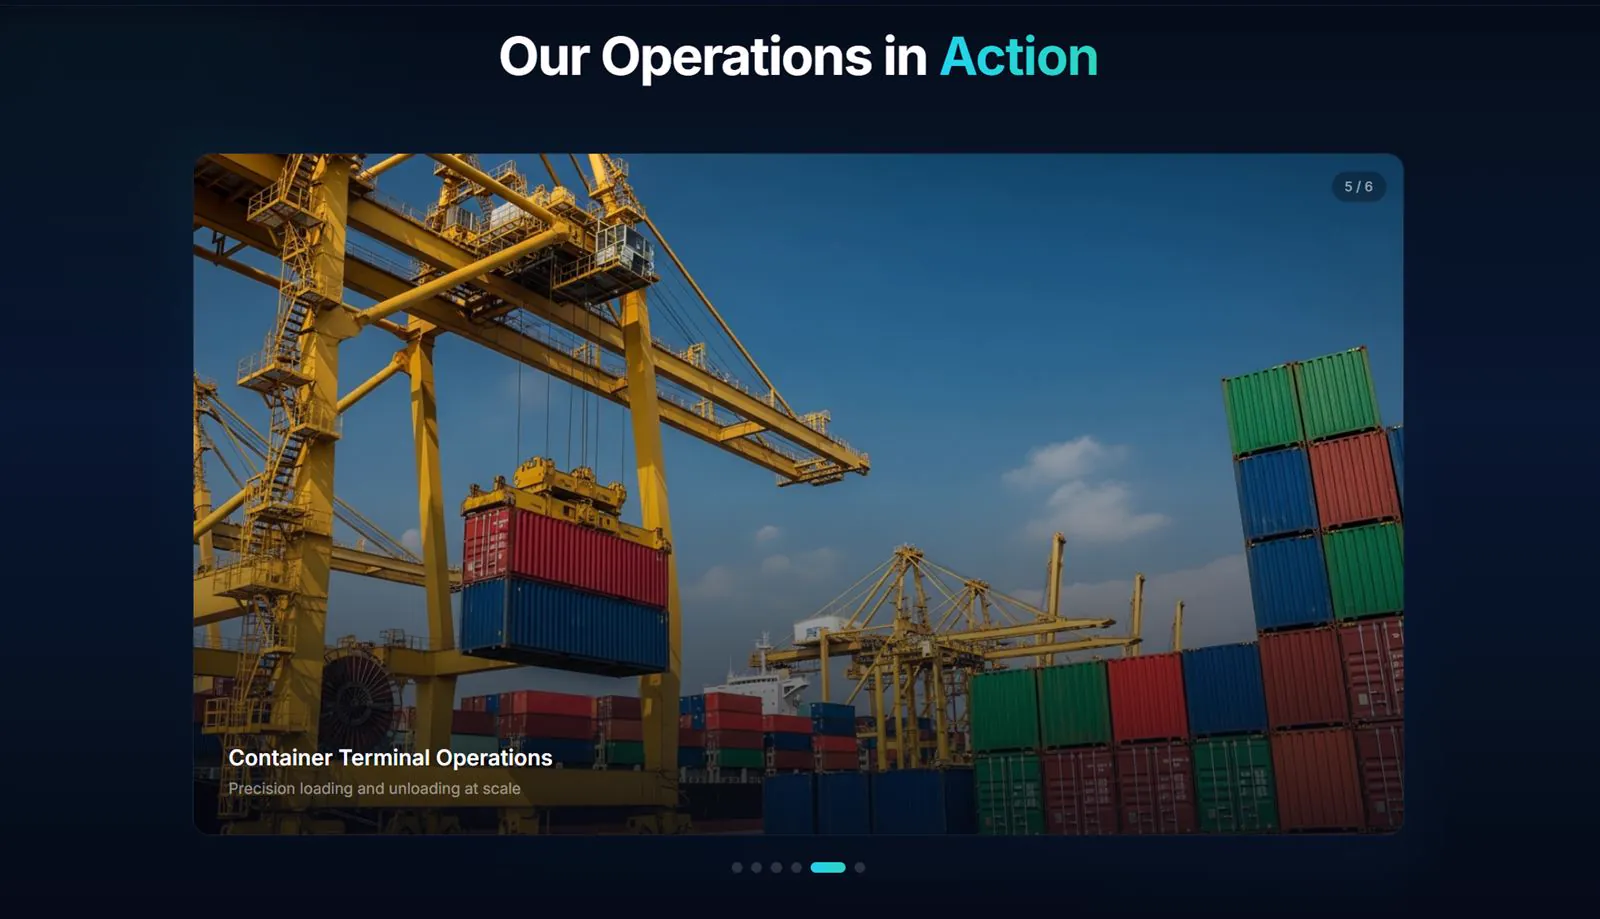 Our Operations in Action
5 / 6
Container Terminal Operations
Precision loading and unloading at scale